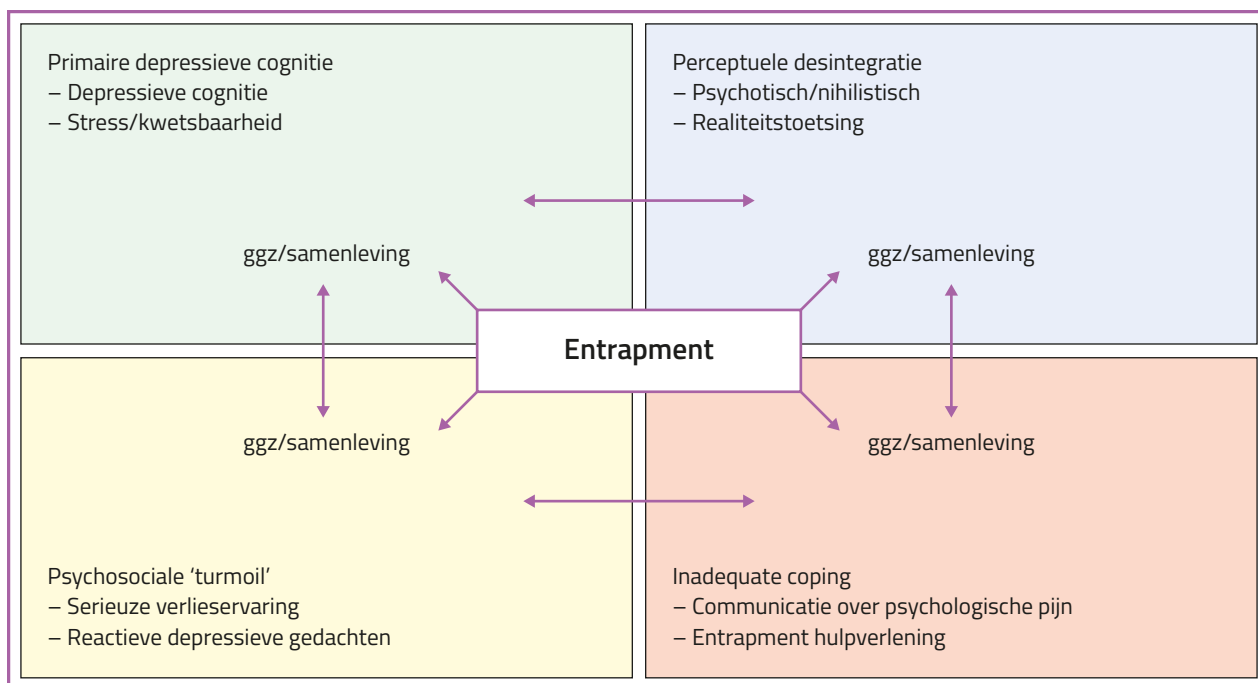 Primaire depressieve cognitie
– Depressieve cognitie
– Stress/kwetsbaarheid
ggz/samenleving
Perceptuele desintegratie
– Psychotisch/nihilistisch
– Realiteitstoetsing
ggz/samenleving
Entrapment
ggz/samenleving
Psychosociale ‘turmoil’
– Serieuze verlieservaring
– Reactieve depressieve gedachten
ggz/samenleving
Inadequate coping
– Communicatie over psychologische pijn
– Entrapment hulpverlening